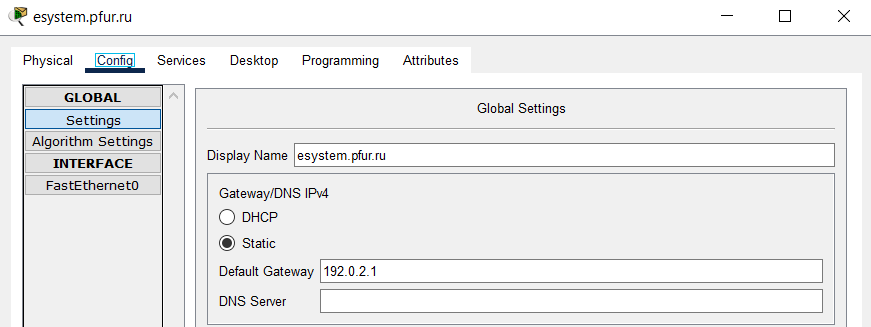 esystem.pfur.ru
Physical Config Services Desktop Programming Attributes
GLOBAL
Settings
Algorithm Settings
INTERFACE
FastEthernet0
Global Settings
Display Name esystem.pfur.ru
Gateway/DNS IPv4
DHCP
Static
Default Gateway 192.0.2.1
DNS Server